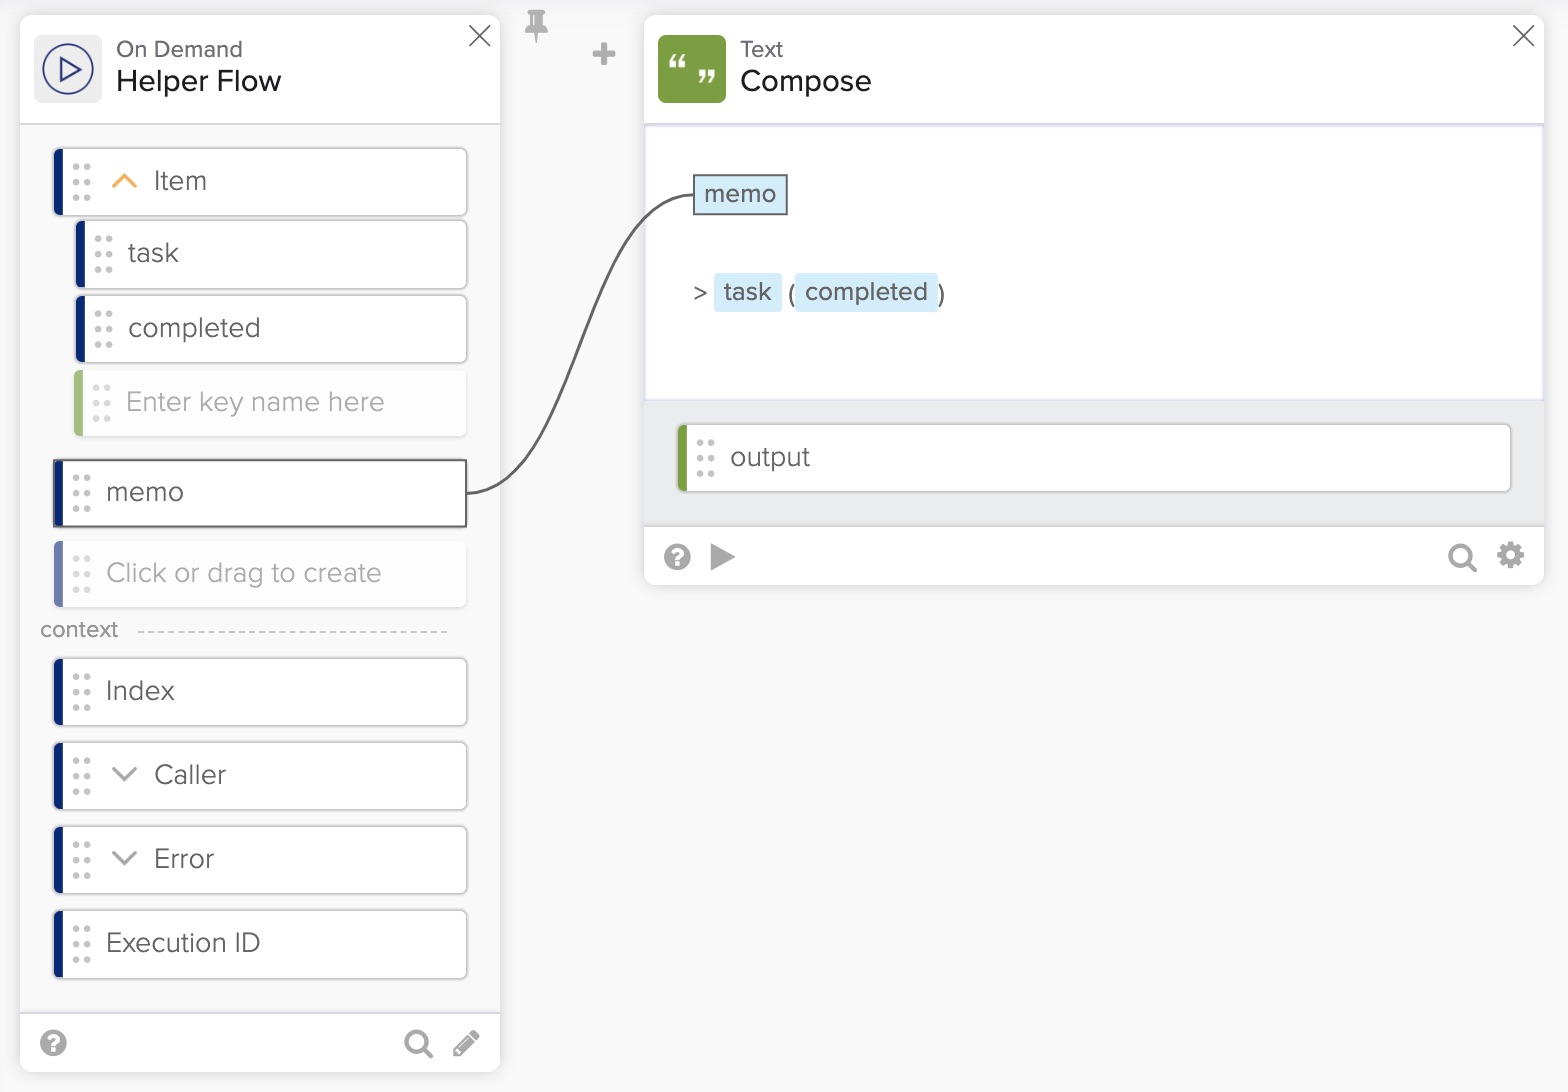 On Demand
Helper Flow
Item
task
completed
Enter key name here
memo
Click or drag to create
context
Index
Caller
Error
Execution ID
?
Text
“ ” Compose
memo
> task ( completed )
output
?